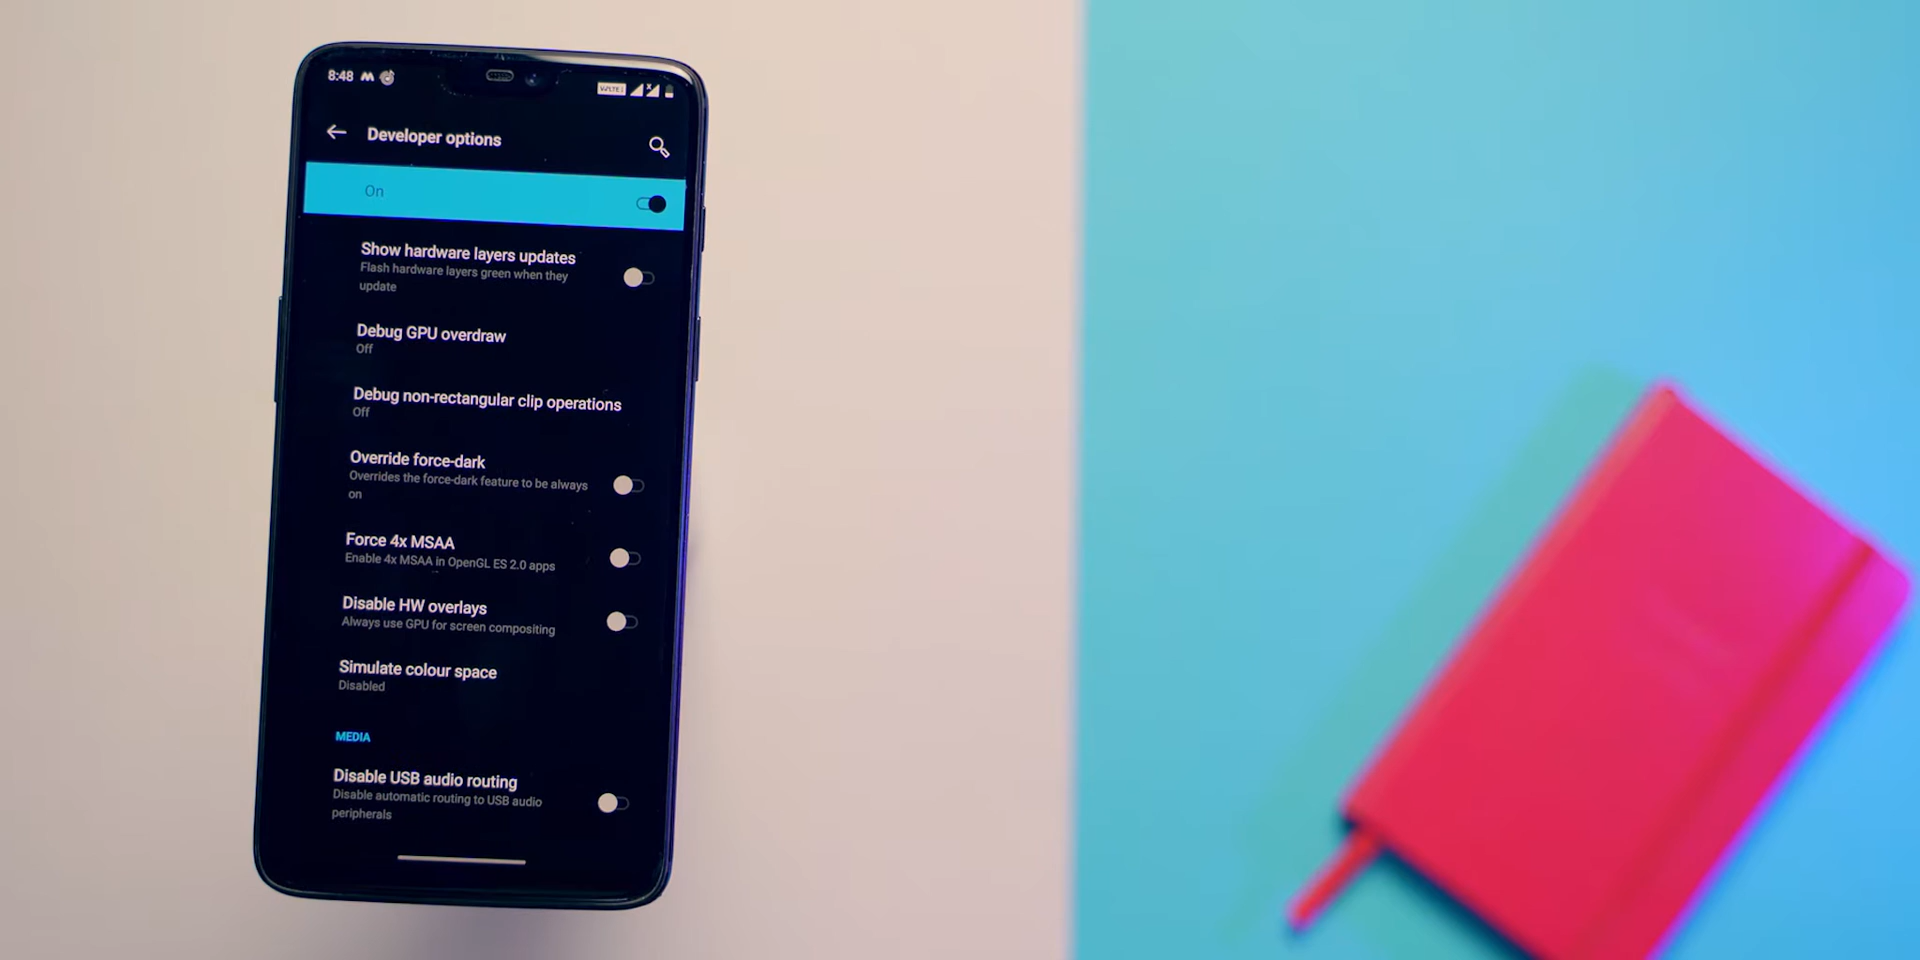 8:48
VoLTE
Developer options
On
Show hardware layers updates
Flash hardware layers green when they
update
Debug GPU overdraw
Off
Debug non-rectangular clip operations
Off
Override force-dark
Overrides the force-dark feature to be always
on
Force 4x MSAA
Enable 4x MSAA in OpenGL ES 2.0 apps
Disable HW overlays
Always use GPU for screen compositing
Simulate colour space
Disabled
MEDIA
Disable USB audio routing
Disable automatic routing to USB audio
peripherals